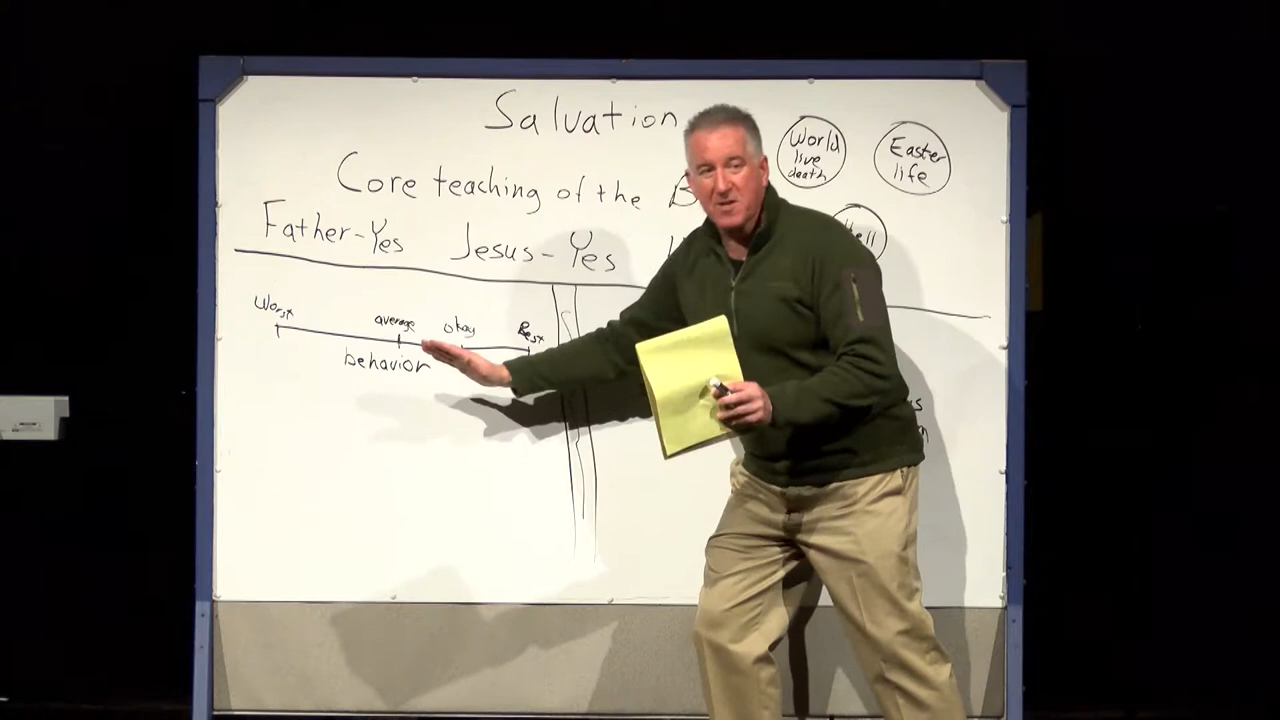 Salvation
Core teaching of the B
Father-Yes Jesus-Yes
World
live
death
Easter
life
Worst average okay Best
behavior